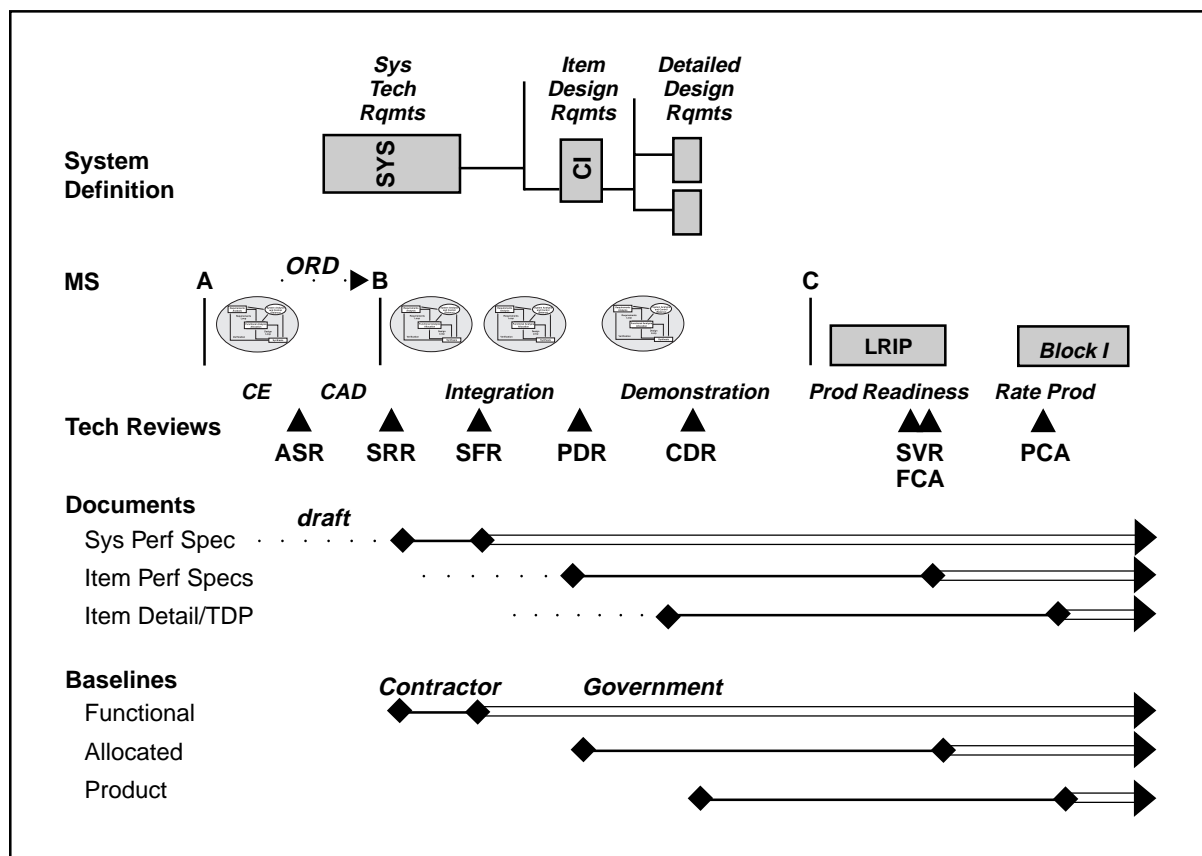 Sys
Tech
Rqmts
Item
Design
Rqmts
Detailed
Design
Rqmts
System
Definition
SYS
CI
MS
A
ORD
B
C
LRIP
Block I
CE
CAD
Integration
Demonstration
Prod Readiness
Rate Prod
Tech Reviews
ASR
SRR
SFR
PDR
CDR
SVR
FCA
PCA
Documents
draft
Sys Perf Spec
Item Perf Specs
Item Detail/TDP
Baselines
Contractor
Government
Functional
Allocated
Product